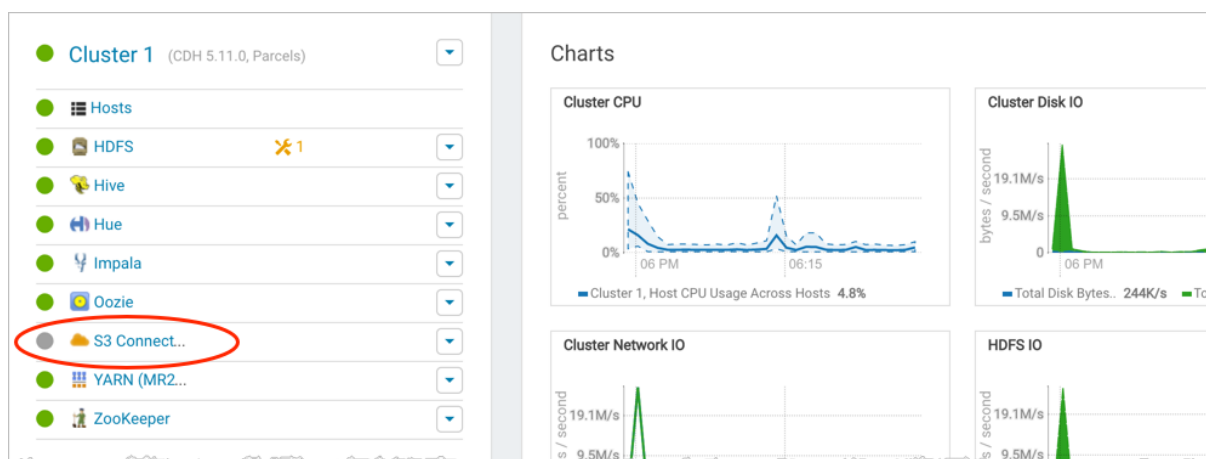 Cluster 1 (CDH 5.11.0, Parcels)
Hosts
HDFS 1
Hive
Hue
Impala
Oozie
S3 Connect...
YARN (MR2...
ZooKeeper
Charts
Cluster CPU
percent
100%
50%
0%
06 PM 06:15
Cluster 1, Host CPU Usage Across Hosts 4.8%
Cluster Disk IO
bytes / second
19.1M/s
9.5M/s
0
06 PM
Total Disk Bytes.. 244K/s
Cluster Network IO
/ second
19.1M/s
9.5M/s
HDFS IO
/ second
19.1M/s
9.5M/s